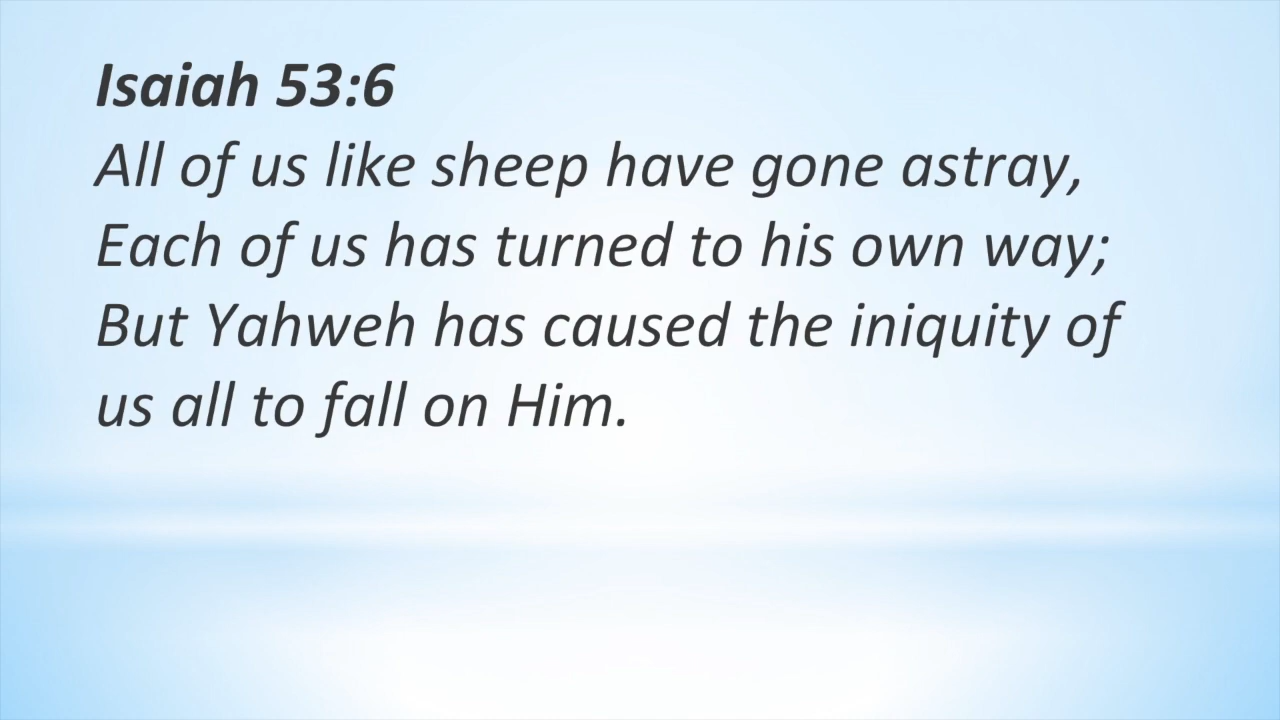 Isaiah 53:6
All of us like sheep have gone astray,
Each of us has turned to his own way;
But Yahweh has caused the iniquity of
us all to fall on Him.